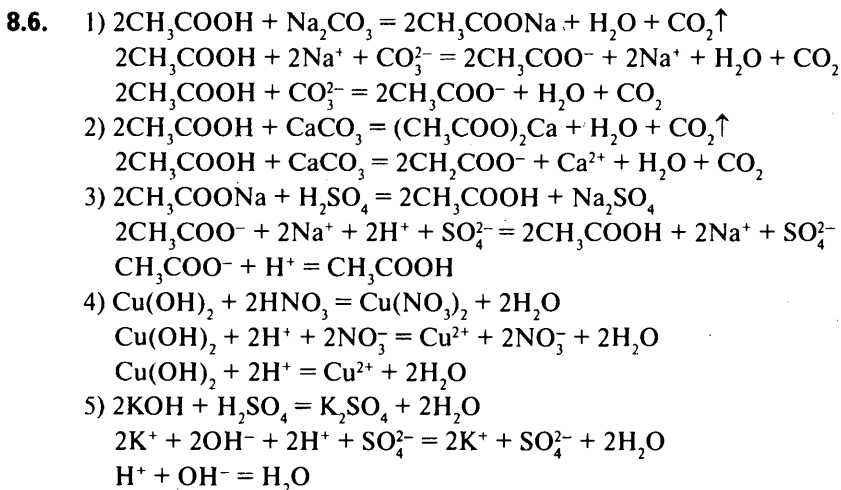 8.6. 1) 2CH₃COOH + Na₂CO₃ = 2CH₃COONa + H₂O + CO₂↑
2CH₃COOH + 2Na⁺ + CO₃²⁻ = 2CH₃COO⁻ + 2Na⁺ + H₂O + CO₂
2CH₃COOH + CO₃²⁻ = 2CH₃COO⁻ + H₂O + CO₂
2) 2CH₃COOH + CaCO₃ = (CH₃COO)₂Ca + H₂O + CO₂↑
2CH₃COOH + CaCO₃ = 2CH₂COO⁻ + Ca²⁺ + H₂O + CO₂
3) 2CH₃COONa + H₂SO₄ = 2CH₃COOH + Na₂SO₄
2CH₃COO⁻ + 2Na⁺ + 2H⁺ + SO₄²⁻ = 2CH₃COOH + 2Na⁺ + SO₄²⁻
CH₃COO⁻ + H⁺ = CH₃COOH
4) Cu(OH)₂ + 2HNO₃ = Cu(NO₃)₂ + 2H₂O
Cu(OH)₂ + 2H⁺ + 2NO₃⁻ = Cu²⁺ + 2NO₃⁻ + 2H₂O
Cu(OH)₂ + 2H⁺ = Cu²⁺ + 2H₂O
5) 2KOH + H₂SO₄ = K₂SO₄ + 2H₂O
2K⁺ + 2OH⁻ + 2H⁺ + SO₄²⁻ = 2K⁺ + SO₄²⁻ + 2H₂O
H⁺ + OH⁻ = H₂O